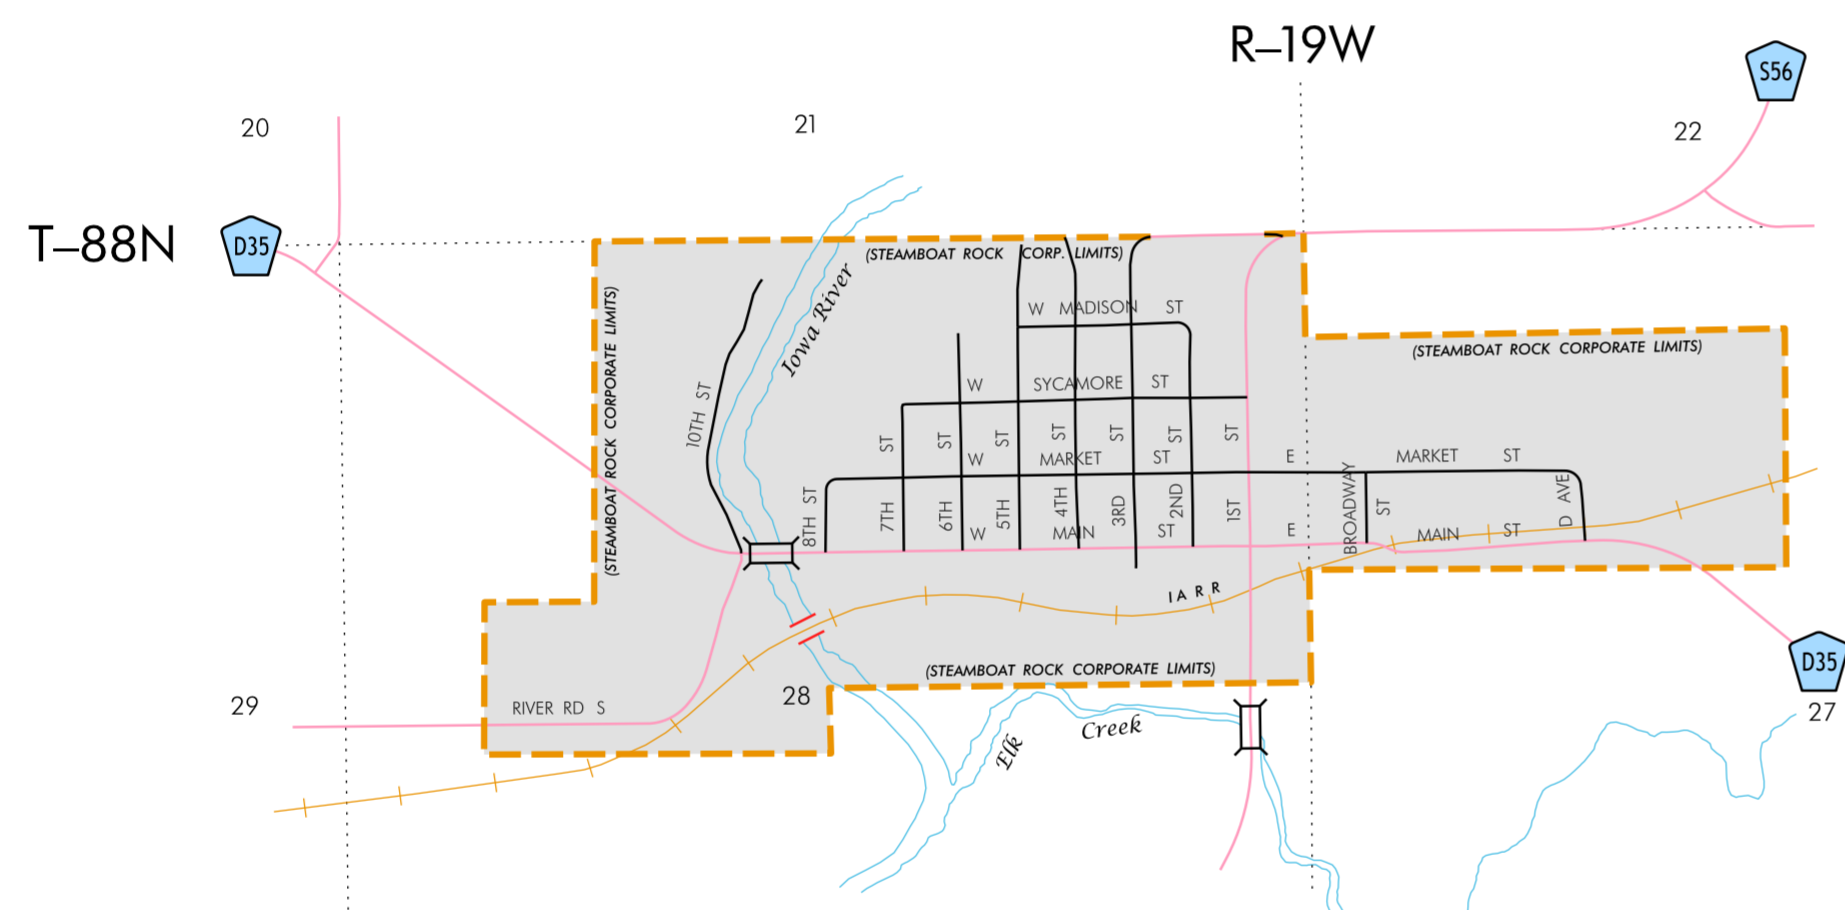 R–19W
S56
20
21
22
T–88N
D35
(STEAMBOAT ROCK CORP. LIMITS)
(STEAMBOAT ROCK CORPORATE LIMITS)
Iowa River
W MADISON ST
(STEAMBOAT ROCK CORPORATE LIMITS)
10TH ST
W SYCAMORE ST
W MARKET ST
E MARKET ST
8TH ST
7TH ST
6TH ST
5TH ST
4TH ST
3RD ST
2ND ST
1ST ST
BROADWAY ST
D AVE
W MAIN ST
E MAIN ST
IARR
(STEAMBOAT ROCK CORPORATE LIMITS)
D35
29
RIVER RD S
28
27
Elk Creek